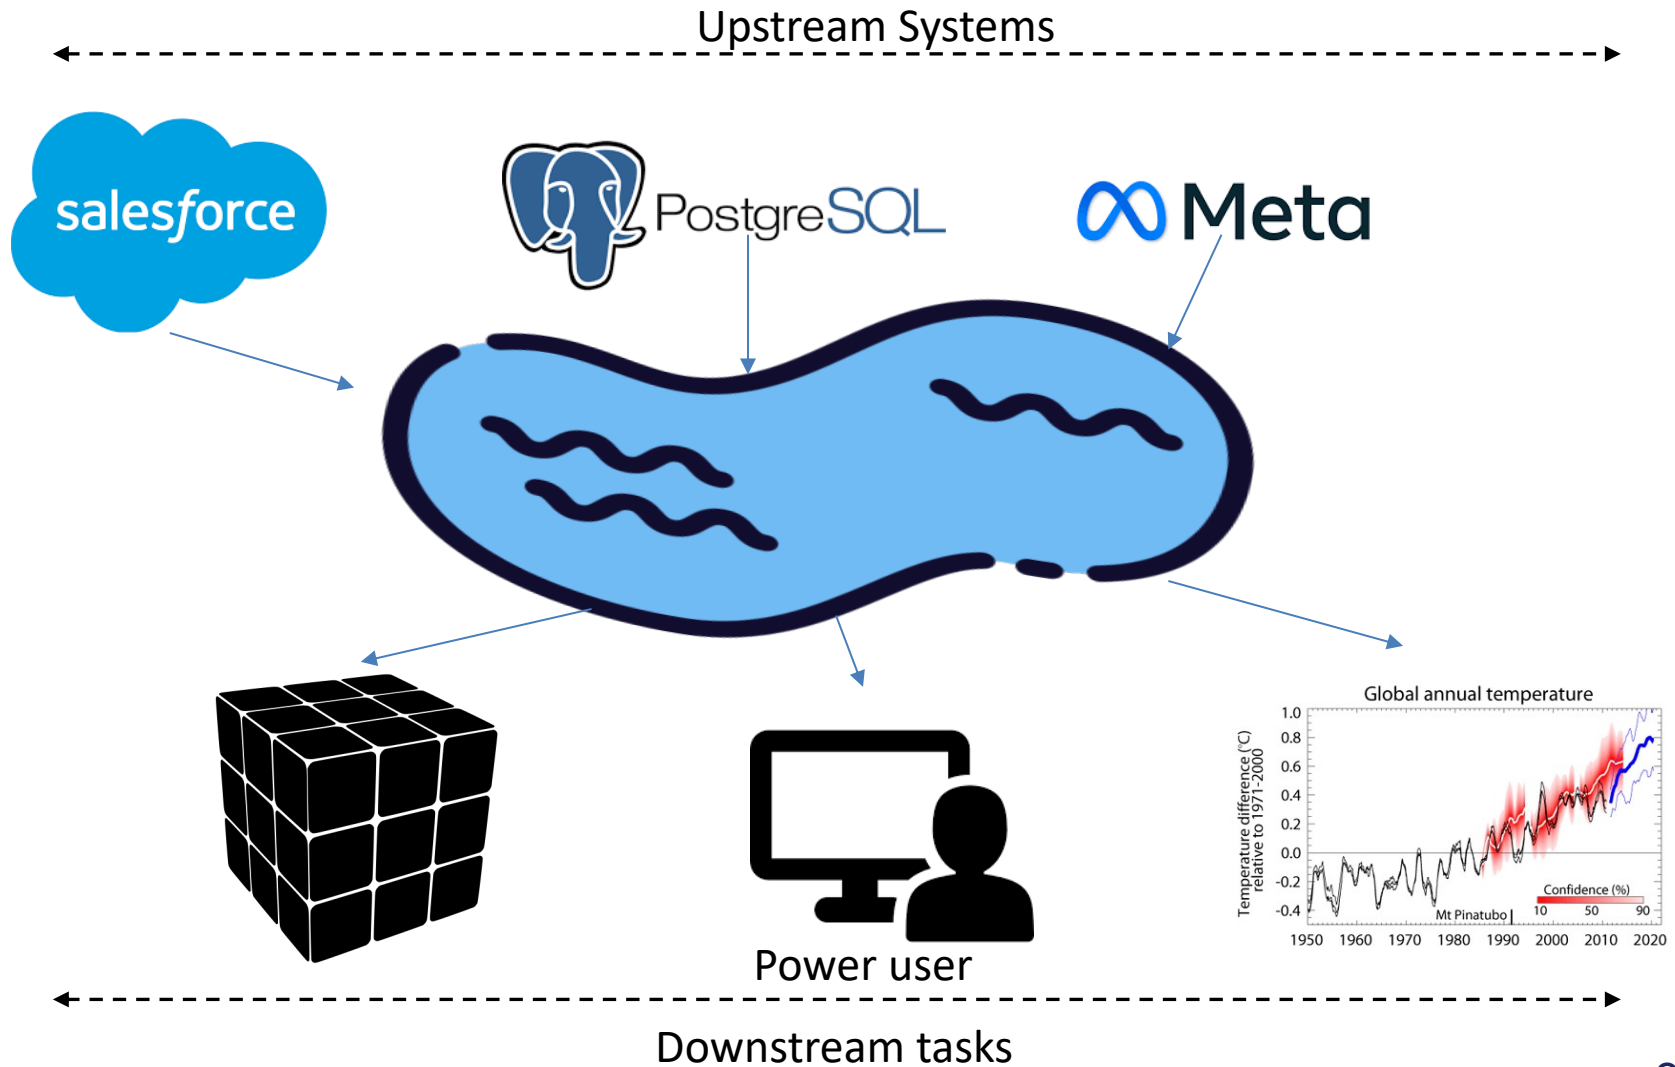 Upstream Systems
salesforce
PostgreSQL
Meta
Global annual temperature
Temperature difference (°C)
relative to 1971-2000
1.0
0.8
0.6
0.4
0.2
0.0
-0.2
-0.4
Confidence (%)
10 50 90
Mt Pinatubo
1950 1960 1970 1980 1990 2000 2010 2020
Power user
Downstream tasks